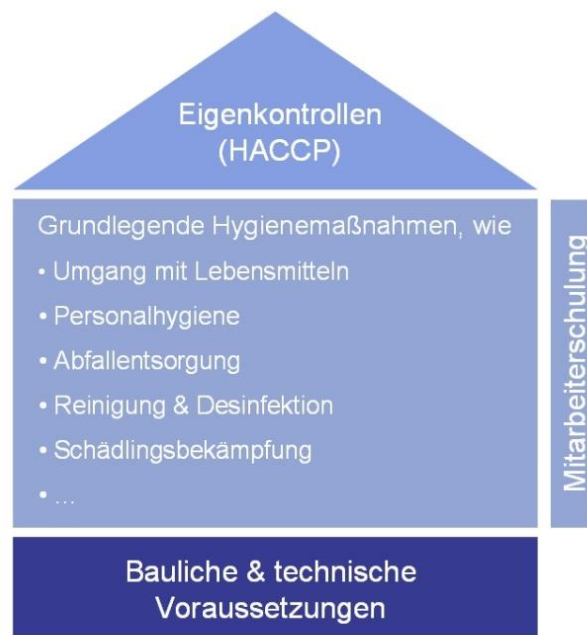 Eigenkontrollen
(HACCP)
Grundlegende Hygienemaßnahmen, wie
• Umgang mit Lebensmitteln
• Personalhygiene
• Abfallentsorgung
• Reinigung & Desinfektion
• Schädlingsbekämpfung
• ...
Mitarbeiterschulung
Bauliche & technische
Voraussetzungen